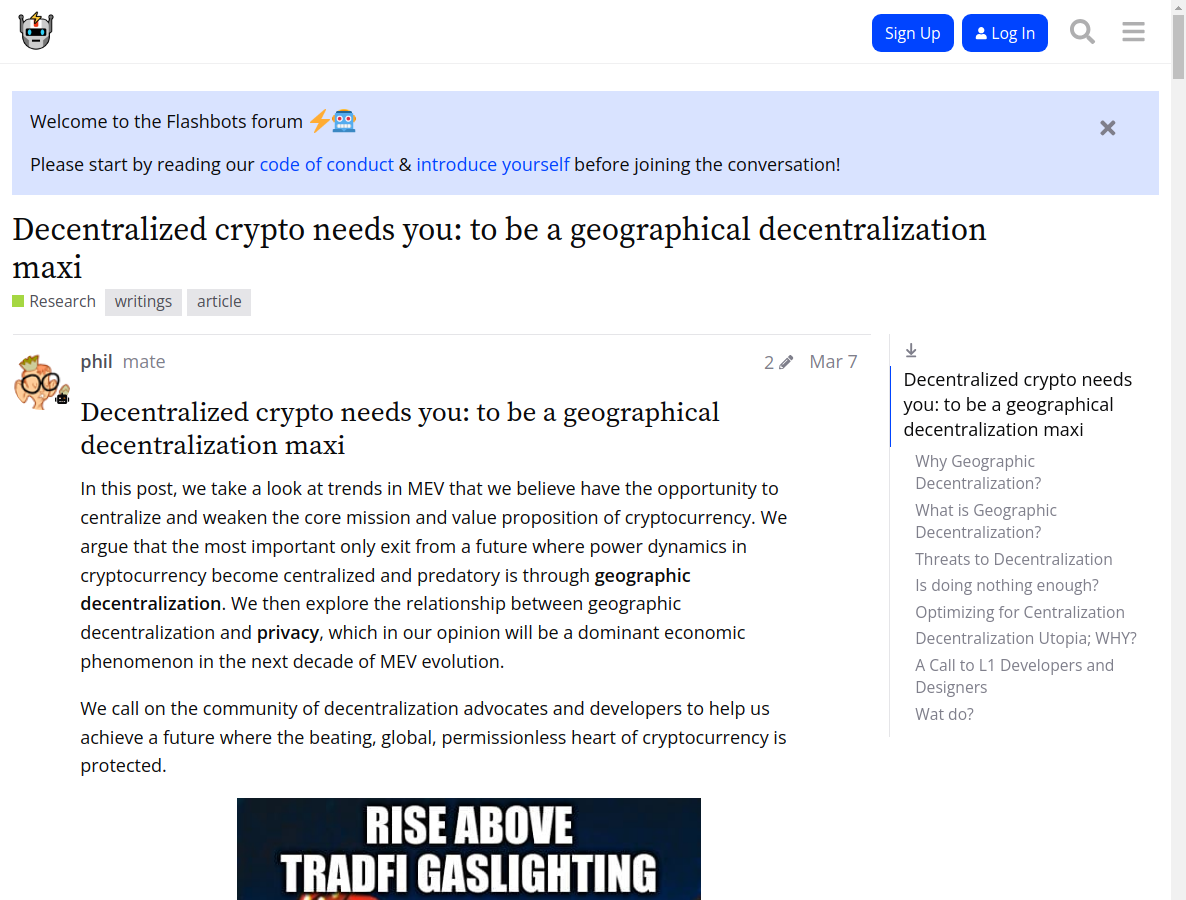 Sign Up
Log In
Welcome to the Flashbots forum
Please start by reading our code of conduct & introduce yourself before joining the conversation!
Decentralized crypto needs you: to be a geographical decentralization
maxi
Research writings article
phil mate 2 Mar 7
Decentralized crypto needs you: to be a geographical
decentralization maxi
In this post, we take a look at trends in MEV that we believe have the opportunity to
centralize and weaken the core mission and value proposition of cryptocurrency. We
argue that the most important only exit from a future where power dynamics in
cryptocurrency become centralized and predatory is through geographic
decentralization. We then explore the relationship between geographic
decentralization and privacy, which in our opinion will be a dominant economic
phenomenon in the next decade of MEV evolution.
We call on the community of decentralization advocates and developers to help us
achieve a future where the beating, global, permissionless heart of cryptocurrency is
protected.
RISE ABOVE
TRADFI GASLIGHTING
Decentralized crypto needs
you: to be a geographical
decentralization maxi
Why Geographic
Decentralization?
What is Geographic
Decentralization?
Threats to Decentralization
Is doing nothing enough?
Optimizing for Centralization
Decentralization Utopia; WHY?
A Call to L1 Developers and
Designers
Wat do?